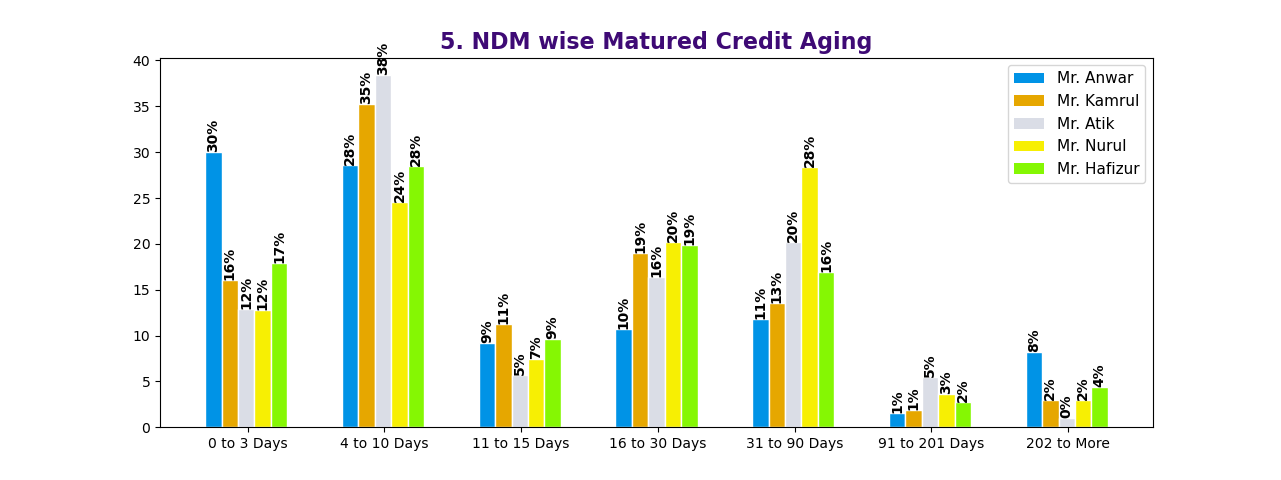 5. NDM wise Matured Credit Aging
40
35
30
25
20
15
10
5
0
Mr. Anwar
Mr. Kamrul
Mr. Atik
Mr. Nurul
Mr. Hafizur
30% 16% 12% 12% 17%
28% 35% 38% 24% 28%
9% 11% 5% 7% 9%
10% 19% 16% 20% 19%
11% 13% 20% 28% 16%
1% 1% 5% 3% 2%
8% 2% 0% 2% 4%
0 to 3 Days 4 to 10 Days 11 to 15 Days 16 to 30 Days 31 to 90 Days 91 to 201 Days 202 to More